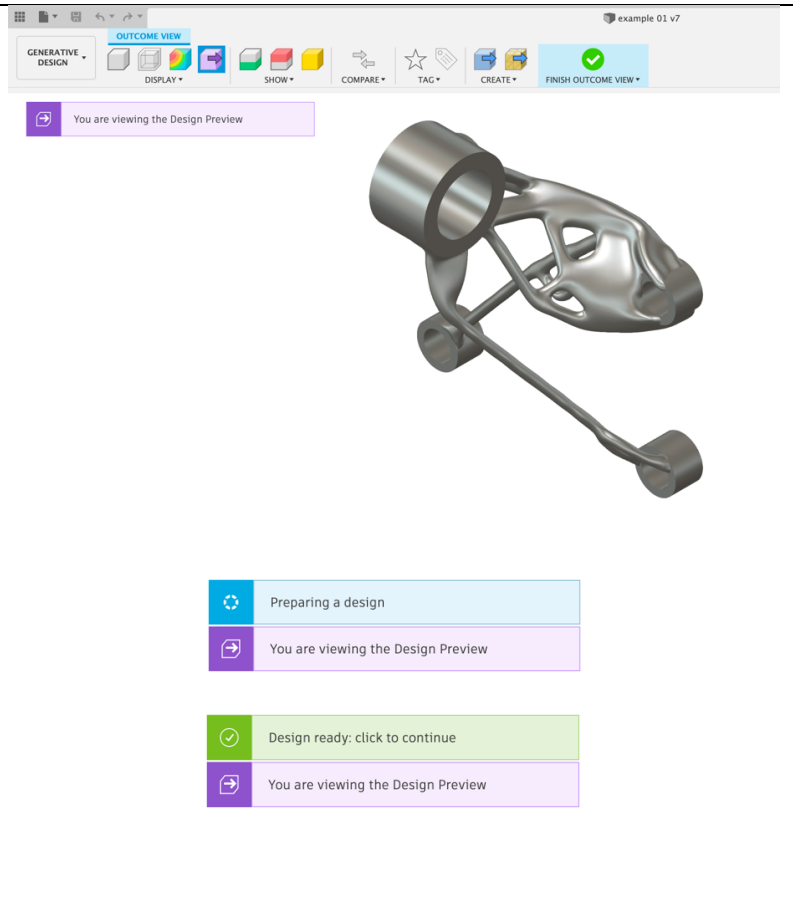 example 01 v7
OUTCOME VIEW
GENERATIVE
DESIGN
DISPLAY
SHOW
COMPARE
TAG
CREATE
FINISH OUTCOME VIEW
You are viewing the Design Preview
Preparing a design
You are viewing the Design Preview
Design ready: click to continue
You are viewing the Design Preview